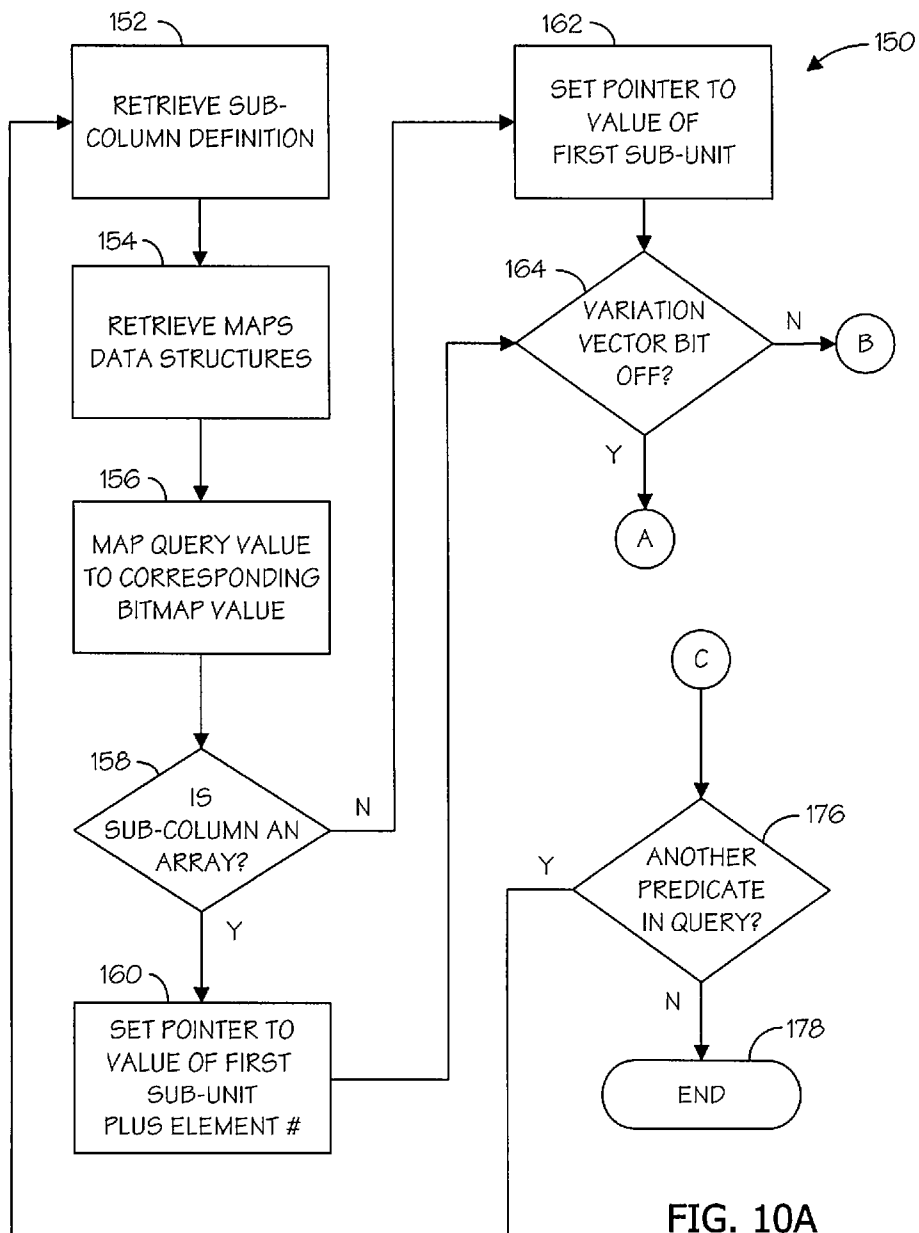 152
RETRIEVE SUB-
COLUMN DEFINITION
154
RETRIEVE MAPS
DATA STRUCTURES
156
MAP QUERY VALUE
TO CORRESPONDING
BITMAP VALUE
158
IS
SUB-COLUMN AN
ARRAY?
N
Y
160
SET POINTER TO
VALUE OF FIRST
SUB-UNIT
PLUS ELEMENT #
162
150
SET POINTER TO
VALUE OF
FIRST SUB-UNIT
164
VARIATION
VECTOR BIT
OFF?
N
B
Y
A
C
176
ANOTHER
PREDICATE
IN QUERY?
Y
N
178
END
FIG. 10A